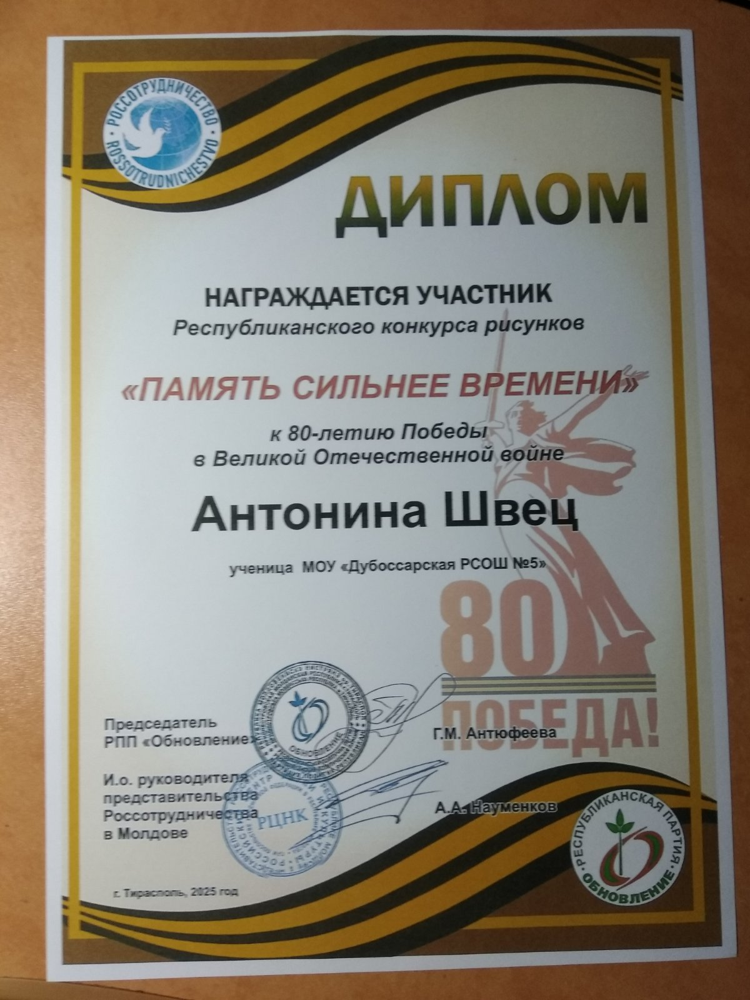 РОССОТРУДНИЧЕСТВО
ROSSOTRUDNICHESTVO
ДИПЛОМ
НАГРАЖДАЕТСЯ УЧАСТНИК
Республиканского конкурса рисунков
«ПАМЯТЬ СИЛЬНЕЕ ВРЕМЕНИ»
к 80-летию Победы
в Великой Отечественной войне
Антонина Швец
ученица МОУ «Дубоссарская РСОШ №5»
80
ПОБЕДА!
Председатель
РПП «Обновление»
Г.М. Антюфеева
ОБНОВЛЕНИЕ
И.о. руководителя
представительства
Россотрудничества
в Молдове
А.А. Науменков
РЦНК
г. Тирасполь, 2025 год
РЕСПУБЛИКАНСКАЯ ПАРТИЯ
ОБНОВЛЕНИЕ